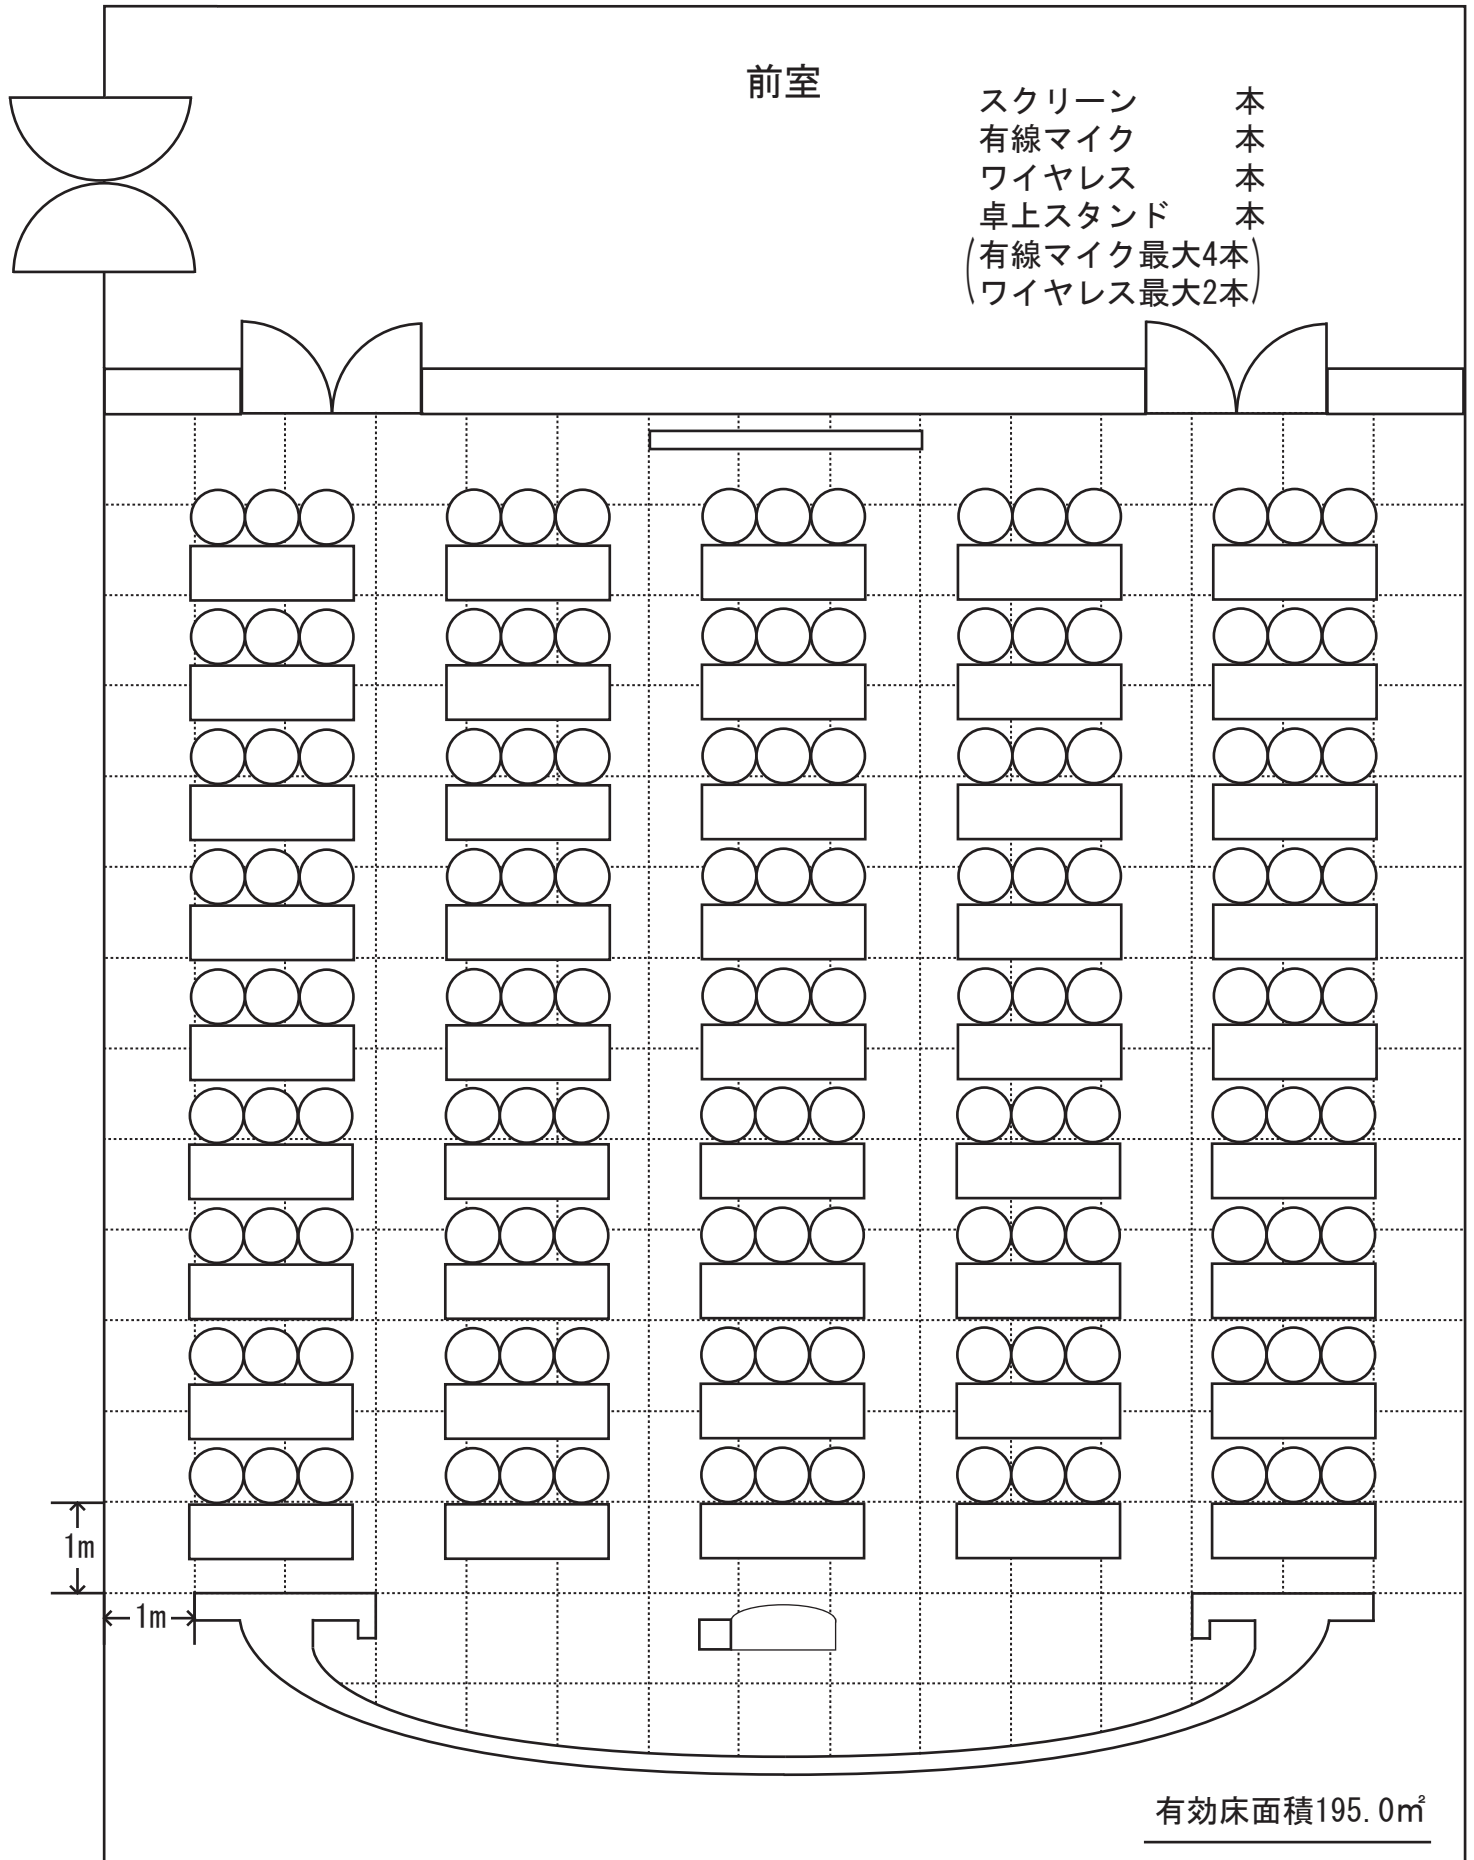 前室
スクリーン 本
有線マイク 本
ワイヤレス 本
卓上スタンド 本
(有線マイク最大4本
ワイヤレス最大2本)
1m
1m
有効床面積195.0㎡